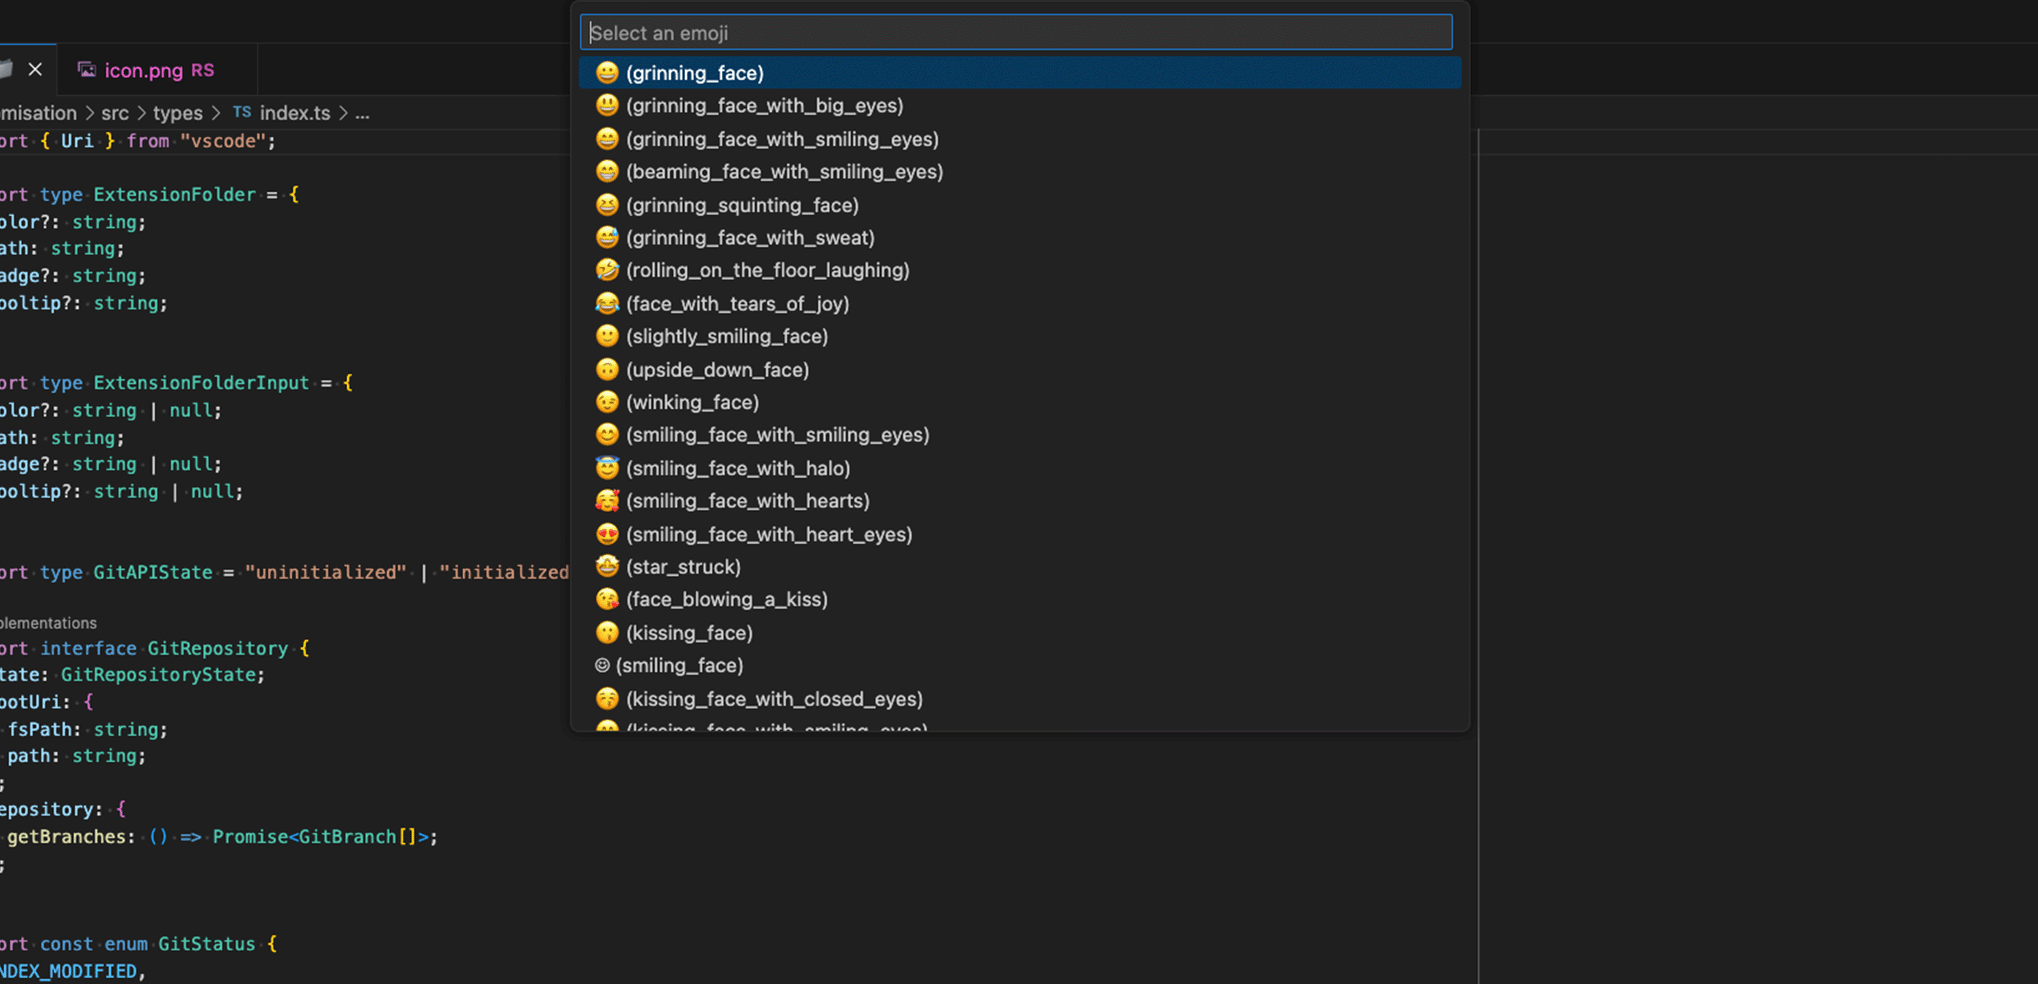 Select an emoji
😀 (grinning_face)
😃 (grinning_face_with_big_eyes)
😄 (grinning_face_with_smiling_eyes)
😁 (beaming_face_with_smiling_eyes)
😆 (grinning_squinting_face)
😅 (grinning_face_with_sweat)
🤣 (rolling_on_the_floor_laughing)
😂 (face_with_tears_of_joy)
🙂 (slightly_smiling_face)
🙃 (upside_down_face)
😉 (winking_face)
😊 (smiling_face_with_smiling_eyes)
😇 (smiling_face_with_halo)
🥰 (smiling_face_with_hearts)
😍 (smiling_face_with_heart_eyes)
🤩 (star_struck)
😘 (face_blowing_a_kiss)
😗 (kissing_face)
☺ (smiling_face)
😚 (kissing_face_with_closed_eyes)
😙 (kissing_face_with_smiling_eyes)
icon.png RS
misation > src > types > TS index.ts > ...
ort { Uri } from "vscode";
ort type ExtensionFolder = {
olor?: string;
ath: string;
adge?: string;
ooltip?: string;
ort type ExtensionFolderInput = {
olor?: string | null;
ath: string;
adge?: string | null;
ooltip?: string | null;
ort type GitAPIState = "uninitialized" | "initialized
plementations
ort interface GitRepository {
tate: GitRepositoryState;
ootUri: {
fsPath: string;
path: string;
;
epository: {
getBranches: () => Promise<GitBranch[]>;
;
ort const enum GitStatus {
NDEX_MODIFIED,